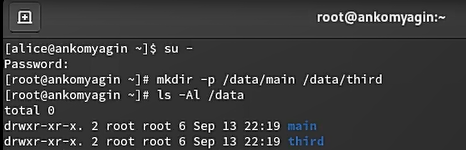 root@ankomyagin:~
[alice@ankomyagin ~]$ su -
Password:
[root@ankomyagin ~]# mkdir -p /data/main /data/third
[root@ankomyagin ~]# ls -Al /data
total 0
drwxr-xr-x. 2 root root 6 Sep 13 22:19 main
drwxr-xr-x. 2 root root 6 Sep 13 22:19 third